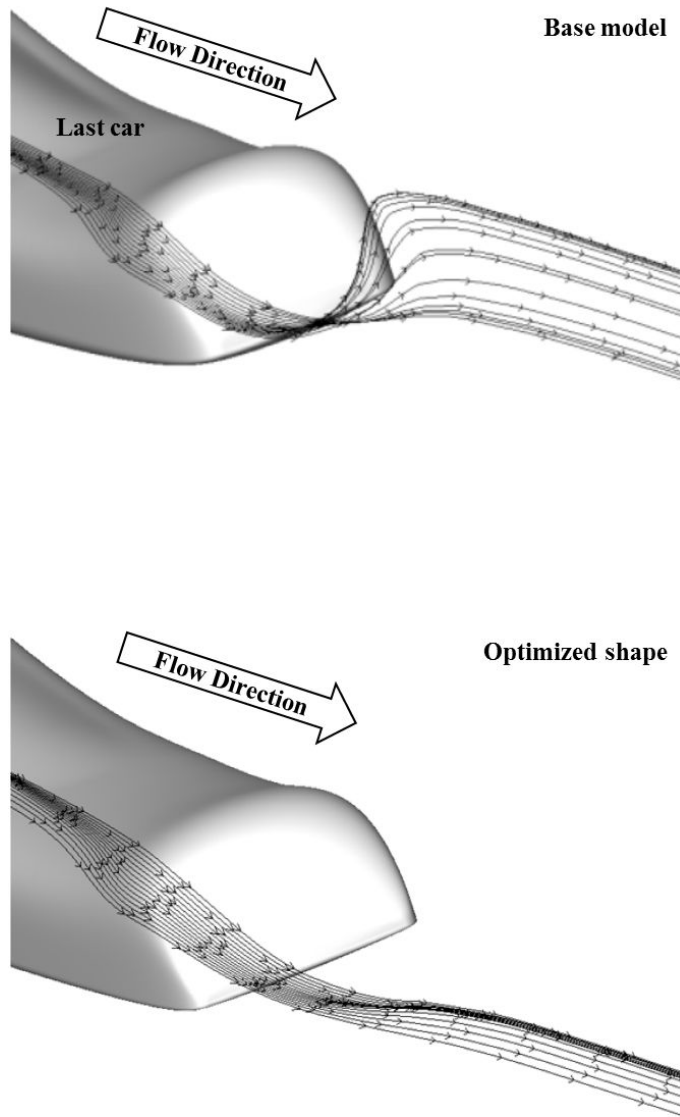 Base model
Flow Direction
Last car
Optimized shape
Flow Direction